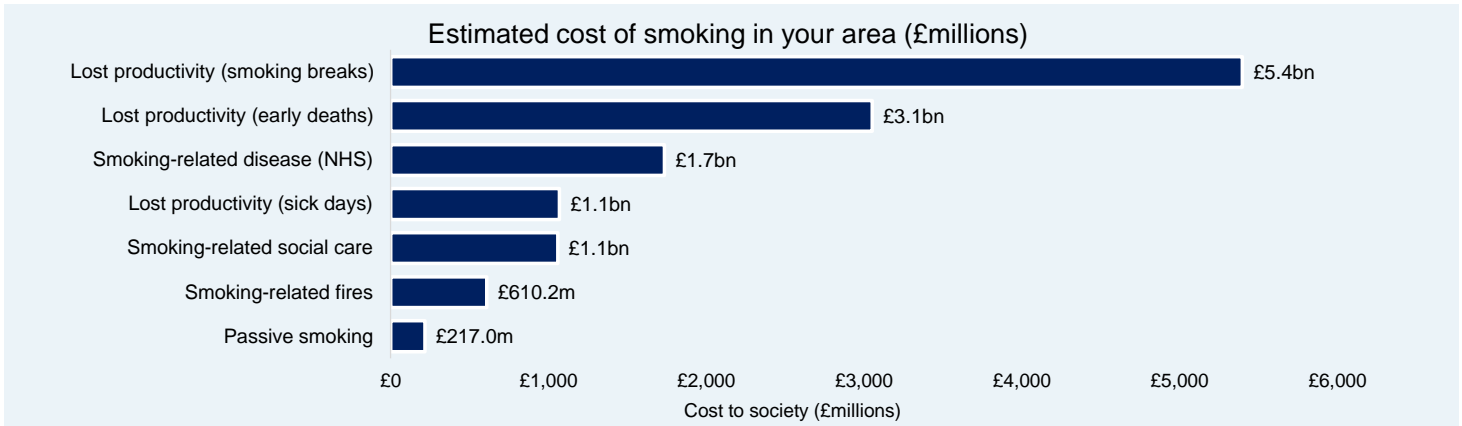 Estimated cost of smoking in your area (£millions)
Lost productivity (smoking breaks) £5.4bn
Lost productivity (early deaths) £3.1bn
Smoking-related disease (NHS) £1.7bn
Lost productivity (sick days) £1.1bn
Smoking-related social care £1.1bn
Smoking-related fires £610.2m
Passive smoking £217.0m
£0 £1,000 £2,000 £3,000 £4,000 £5,000 £6,000
Cost to society (£millions)